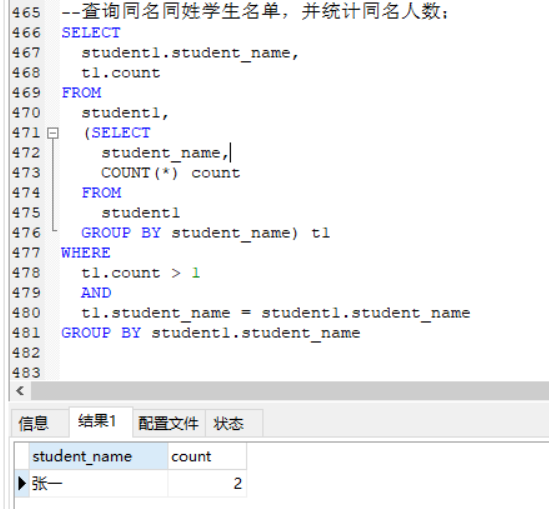 465 --查询同名同姓学生名单，并统计同名人数;
466 SELECT
467 student1.student_name,
468 t1.count
469 FROM
470 student1,
471 (SELECT
472 student_name,
473 COUNT(*) count
474 FROM
475 student1
476 GROUP BY student_name) t1
477 WHERE
478 t1.count > 1
479 AND
480 t1.student_name = student1.student_name
481 GROUP BY student1.student_name
482
483
信息 结果1 配置文件 状态
student_name count
张一 2